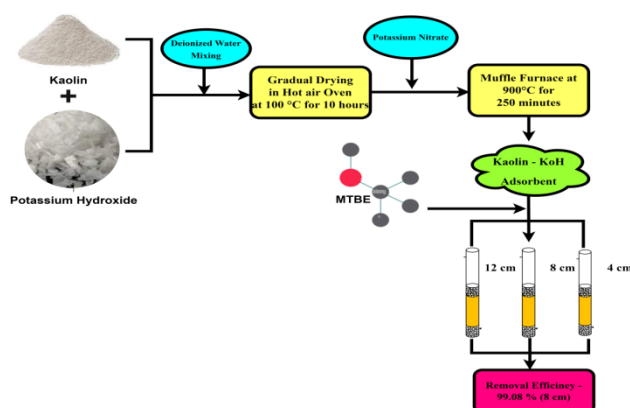 Kaolin
+
Potassium Hydroxide
Deionized Water
Mixing
Gradual Drying
in Hot air Oven
at 100 °C for 10 hours
Potassium Nitrate
Muffle Furnace at
900°C for
250 minutes
Kaolin - KoH
Adsorbent
MTBE
12 cm
8 cm
4 cm
Removal Efficiney -
99.08 % (8 cm)